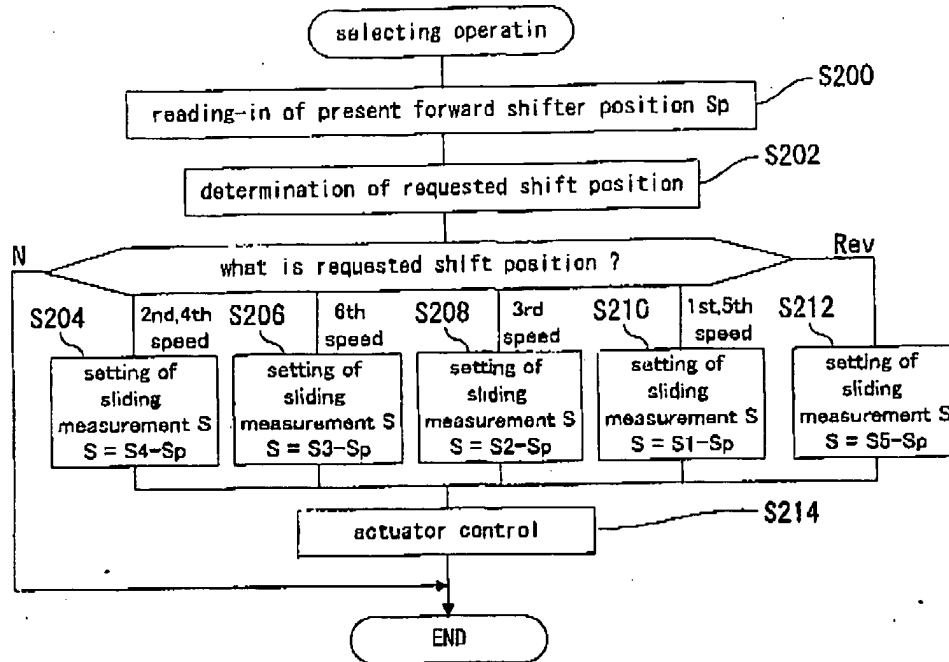 selecting operatin
S200
reading-in of present forward shifter position Sp
S202
determination of requested shift position
N
what is requested shift position ?
Rev
S204
2nd,4th
speed
S206
6th
speed
S208
3rd
speed
S210
1st,5th
speed
S212
setting of
sliding
measurement S
S = S4-Sp
setting of
sliding
measurement S
S = S3-Sp
setting of
sliding
measurement S
S = S2-Sp
setting of
sliding
measurement S
S = S1-Sp
setting of
sliding
measurement S
S = S5-Sp
actuator control
S214
END